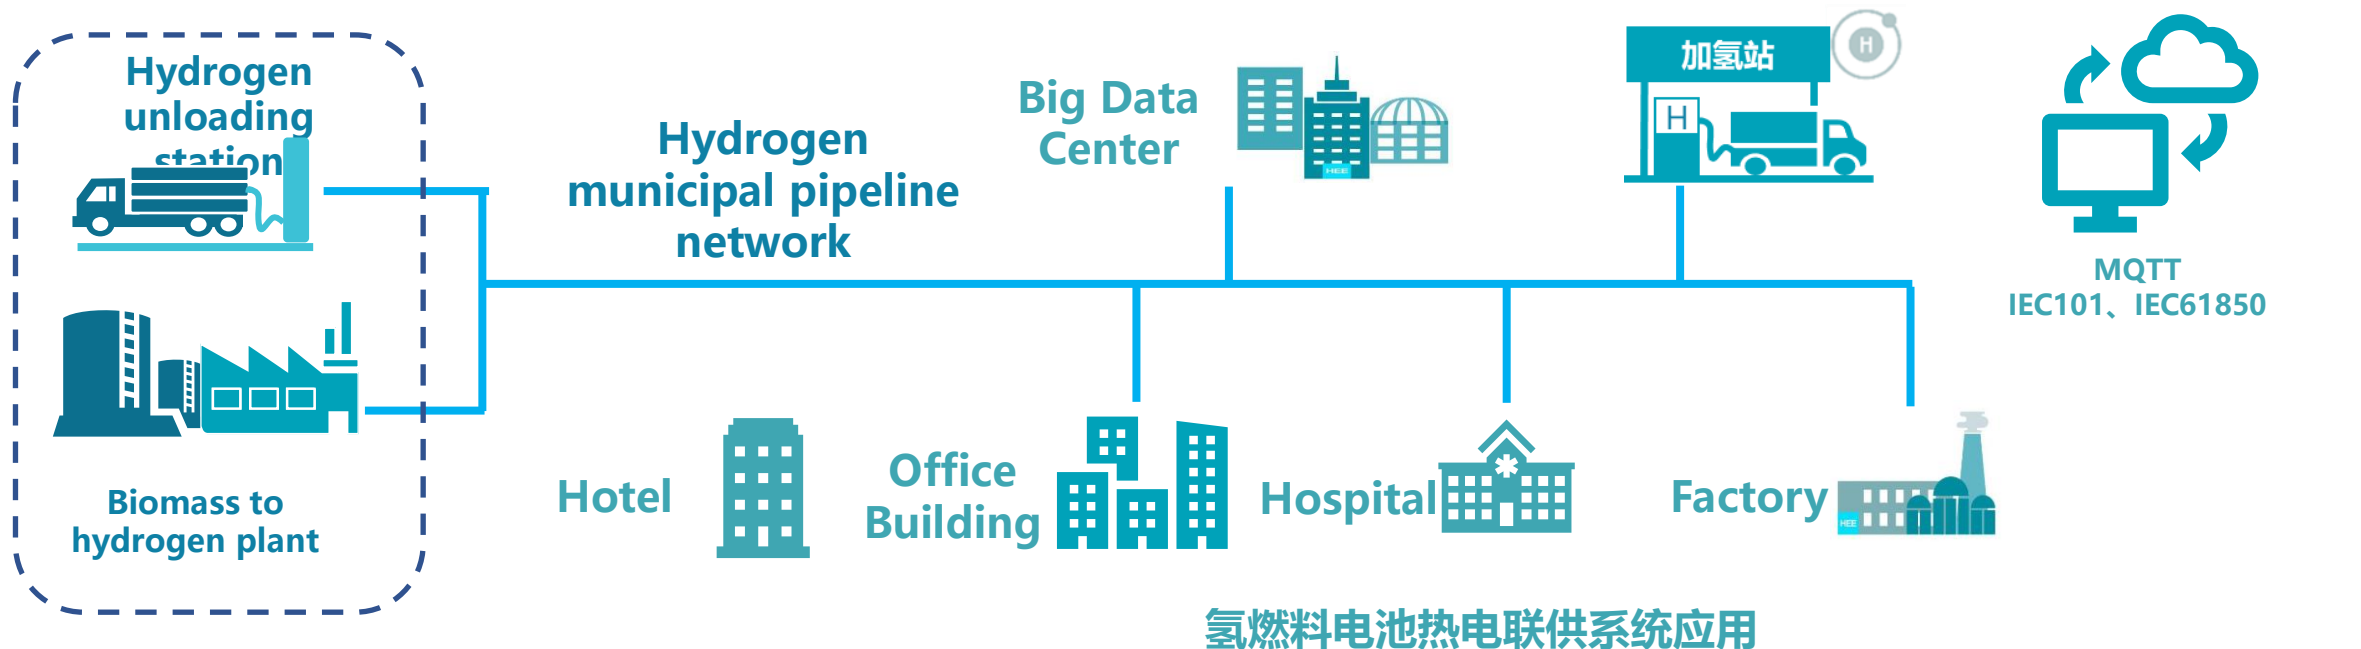 Hydrogen
unloading
station
Biomass to
hydrogen plant
Hydrogen
municipal pipeline
network
Big Data
Center
HEE
加氢站
H
H
MQTT
IEC101、IEC61850
Hotel
Office
Building
Hospital
Factory
HEE
氢燃料电池热电联供系统应用